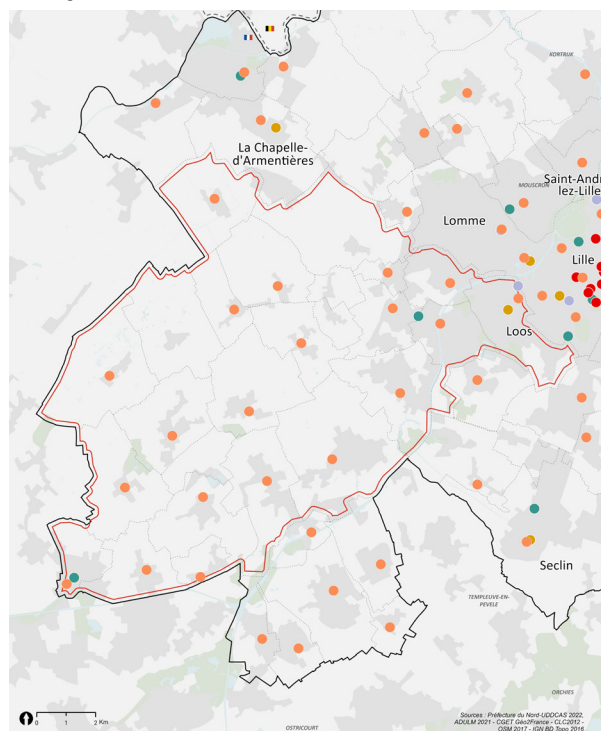 KORTRIJK
La Chapelle-
d'Armentières
Saint-Andr
lez-Lille
MOUSCRON
Lomme
Lille
Loos
Seclin
TEMPLEUVE-EN-
PEVELE
ORCHIES
OSTRICOURT
0 1 2 Km
Sources : Préfecture du Nord-UDDCAS 2022,
ADULM 2021 - CGET Géo2France - CLC2012 -
OSM 2017 - IGN BD Topo 2016